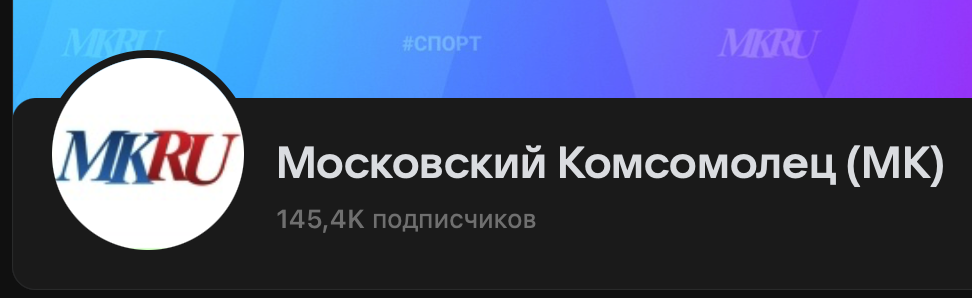 MKRU #СПОРТ MKRU
MKRU
Московский Комсомолец (МК)
145,4K подписчиков